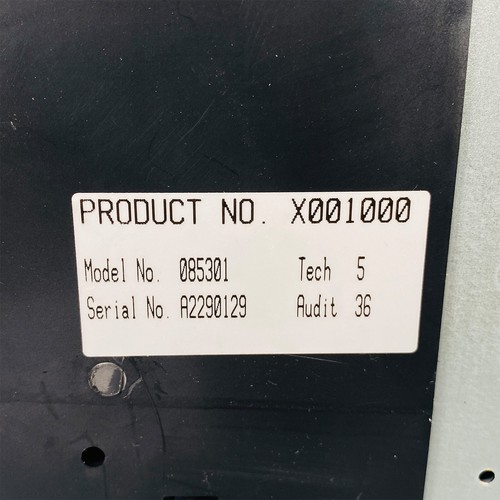 PRODUCT NO. X001000
Model No. 085301 Tech 5
Serial No. A2290129 Audit 36